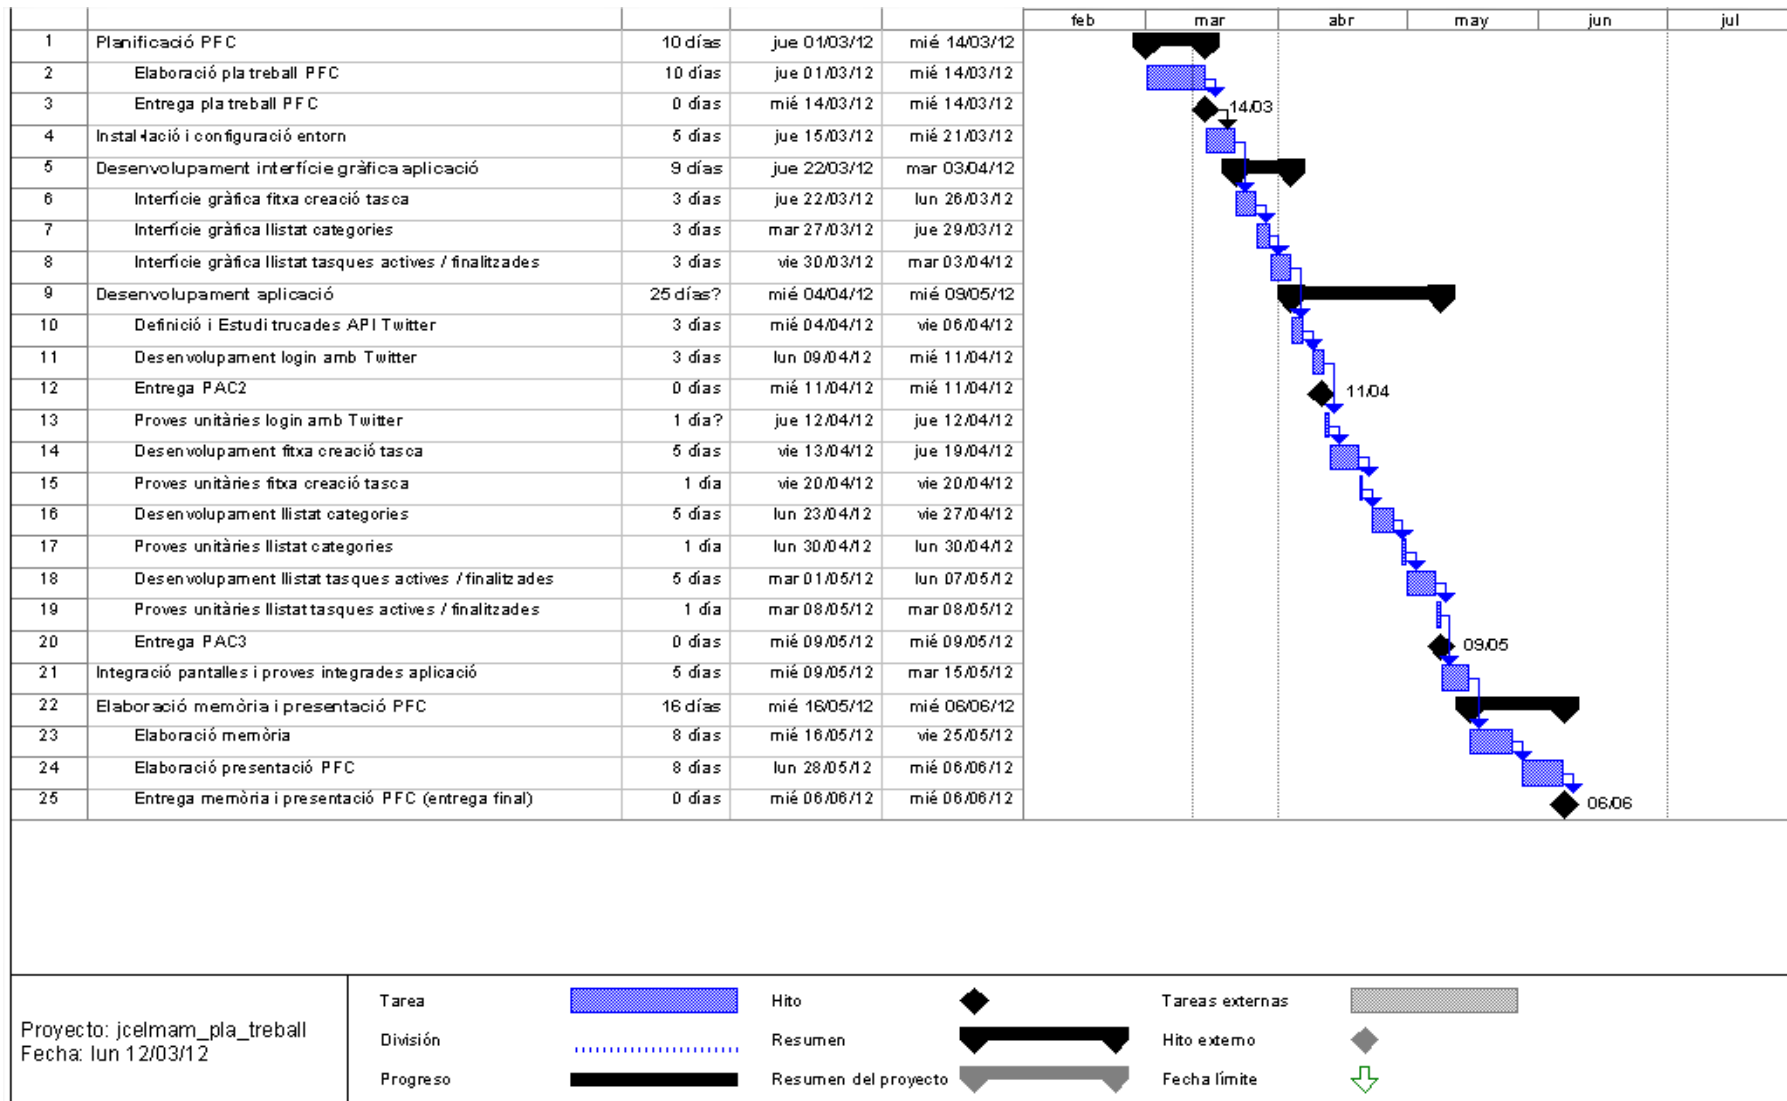 feb mar abr may jun jul
1 Planificació PFC 10 días jue 01/03/12 mié 14/03/12
2 Elaboració pla treball PFC 10 días jue 01/03/12 mié 14/03/12
3 Entrega pla treball PFC 0 días mié 14/03/12 mié 14/03/12 14/03
4 Instal·lació i configuració entorn 5 días jue 15/03/12 mié 21/03/12
5 Desenvolupament interfície gràfica aplicació 9 días jue 22/03/12 mar 03/04/12
6 Interfície gràfica fitxa creació tasca 3 días jue 22/03/12 lun 26/03/12
7 Interfície gràfica llistat categories 3 días mar 27/03/12 jue 29/03/12
8 Interfície gràfica llistat tasques actives / finalitzades 3 días vie 30/03/12 mar 03/04/12
9 Desenvolupament aplicació 25 días? mié 04/04/12 mié 09/05/12
10 Definició i Estudi trucades API Twitter 3 días mié 04/04/12 vie 06/04/12
11 Desenvolupament login amb Twitter 3 días lun 09/04/12 mié 11/04/12
12 Entrega PAC2 0 días mié 11/04/12 mié 11/04/12 11/04
13 Proves unitàries login amb Twitter 1 día? jue 12/04/12 jue 12/04/12
14 Desenvolupament fitxa creació tasca 5 días vie 13/04/12 jue 19/04/12
15 Proves unitàries fitxa creació tasca 1 día vie 20/04/12 vie 20/04/12
16 Desenvolupament llistat categories 5 días lun 23/04/12 vie 27/04/12
17 Proves unitàries llistat categories 1 día lun 30/04/12 lun 30/04/12
18 Desenvolupament llistat tasques actives / finalitzades 5 días mar 01/05/12 lun 07/05/12
19 Proves unitàries llistat tasques actives / finalitzades 1 día mar 08/05/12 mar 08/05/12
20 Entrega PAC3 0 días mié 09/05/12 mié 09/05/12 09/05
21 Integració pantalles i proves integrades aplicació 5 días mié 09/05/12 mar 15/05/12
22 Elaboració memòria i presentació PFC 16 días mié 16/05/12 mié 06/06/12
23 Elaboració memòria 8 días mié 16/05/12 vie 25/05/12
24 Elaboració presentació PFC 8 días lun 28/05/12 mié 06/06/12
25 Entrega memòria i presentació PFC (entrega final) 0 días mié 06/06/12 mié 06/06/12 06/06
Proyecto: jcelmam_pla_treball
Fecha: lun 12/03/12
Tarea Hito Tareas externas
División Resumen Hito externo
Progreso Resumen del proyecto Fecha límite